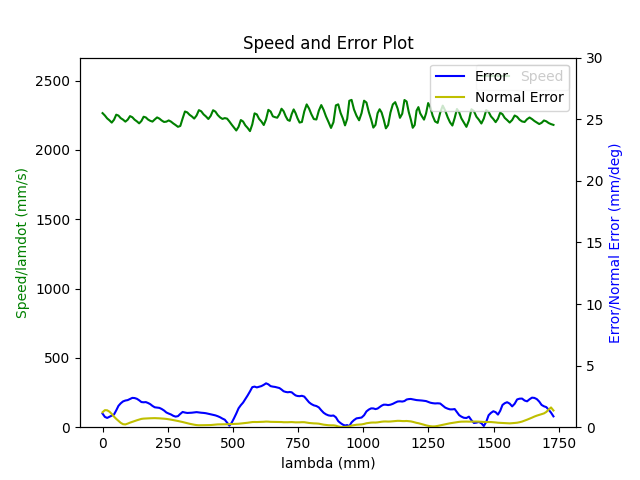 Speed and Error Plot
Speed
Error
Normal Error
Speed/lamdot (mm/s)
2500
2000
1500
1000
500
0
30
25
20
15
10
5
0
Error/Normal Error (mm/deg)
0 250 500 750 1000 1250 1500 1750
lambda (mm)